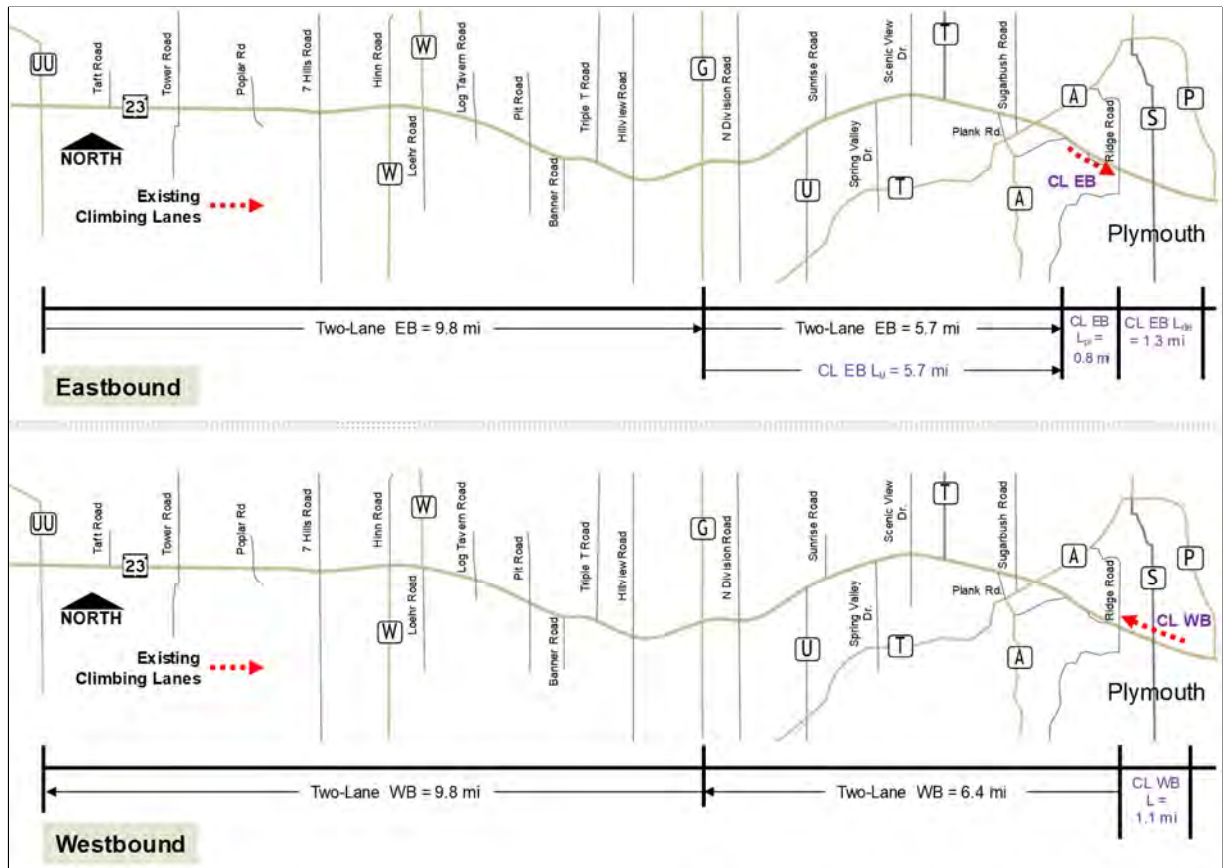 UU
Taft Road
23
Tower Road
Poplar Rd
7 Hills Road
Hinn Road
W
W
Loehr Road
Log Tavern Road
Pit Road
Banner Road
Triple T Road
Hillview Road
G
N Division Road
Sunrise Road
U
Spring Valley
Dr.
Scenic View
Dr.
T
T
Sugarbush Road
Plank Rd.
A
A
Ridge Road
S
P
NORTH
Existing
Climbing Lanes
CL EB
Plymouth
Two-Lane EB = 9.8 mi
Two-Lane EB = 5.7 mi
CL EB
Lpl =
0.8 mi
CL EB Lde
= 1.3 mi
CL EB Lu = 5.7 mi
Eastbound
UU
Taft Road
23
Tower Road
Poplar Rd
7 Hills Road
Hinn Road
W
W
Loehr Road
Log Tavern Road
Pit Road
Banner Road
Triple T Road
Hillview Road
G
N Division Road
Sunrise Road
U
Spring Valley
Dr.
Scenic View
Dr.
T
T
Sugarbush Road
Plank Rd.
A
A
Ridge Road
S
P
NORTH
Existing
Climbing Lanes
CL WB
Plymouth
Two-Lane WB = 9.8 mi
Two-Lane WB = 6.4 mi
CL WB
L =
1.1 mi
Westbound